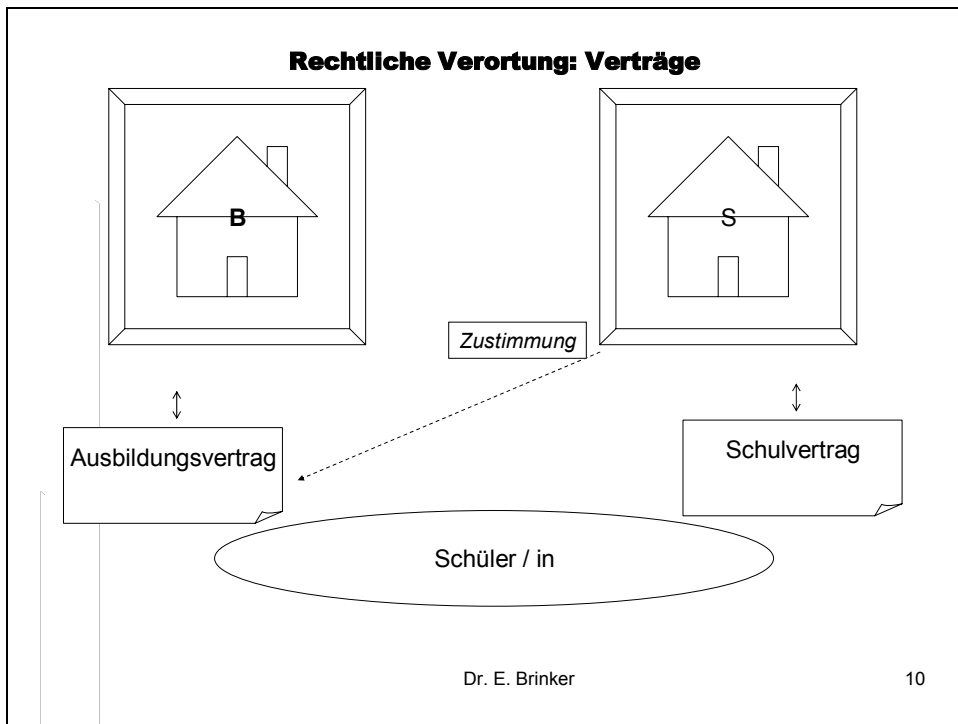 Rechtliche Verortung: Verträge
B
S
Zustimmung
Ausbildungsvertrag
Schulvertrag
Schüler / in
Dr. E. Brinker
10